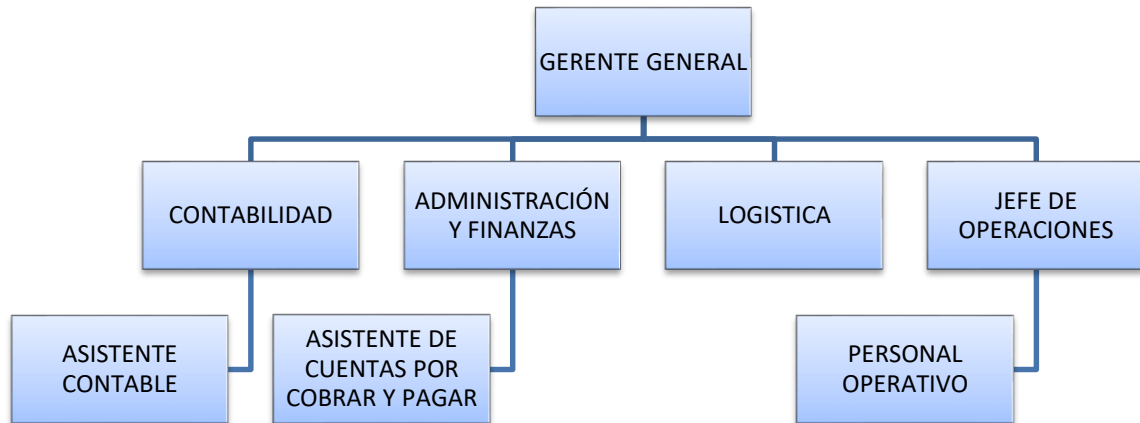 GERENTE GENERAL
CONTABILIDAD
ADMINISTRACIÓN
Y FINANZAS
LOGISTICA
JEFE DE
OPERACIONES
ASISTENTE
CONTABLE
ASISTENTE DE
CUENTAS POR
COBRAR Y PAGAR
PERSONAL
OPERATIVO